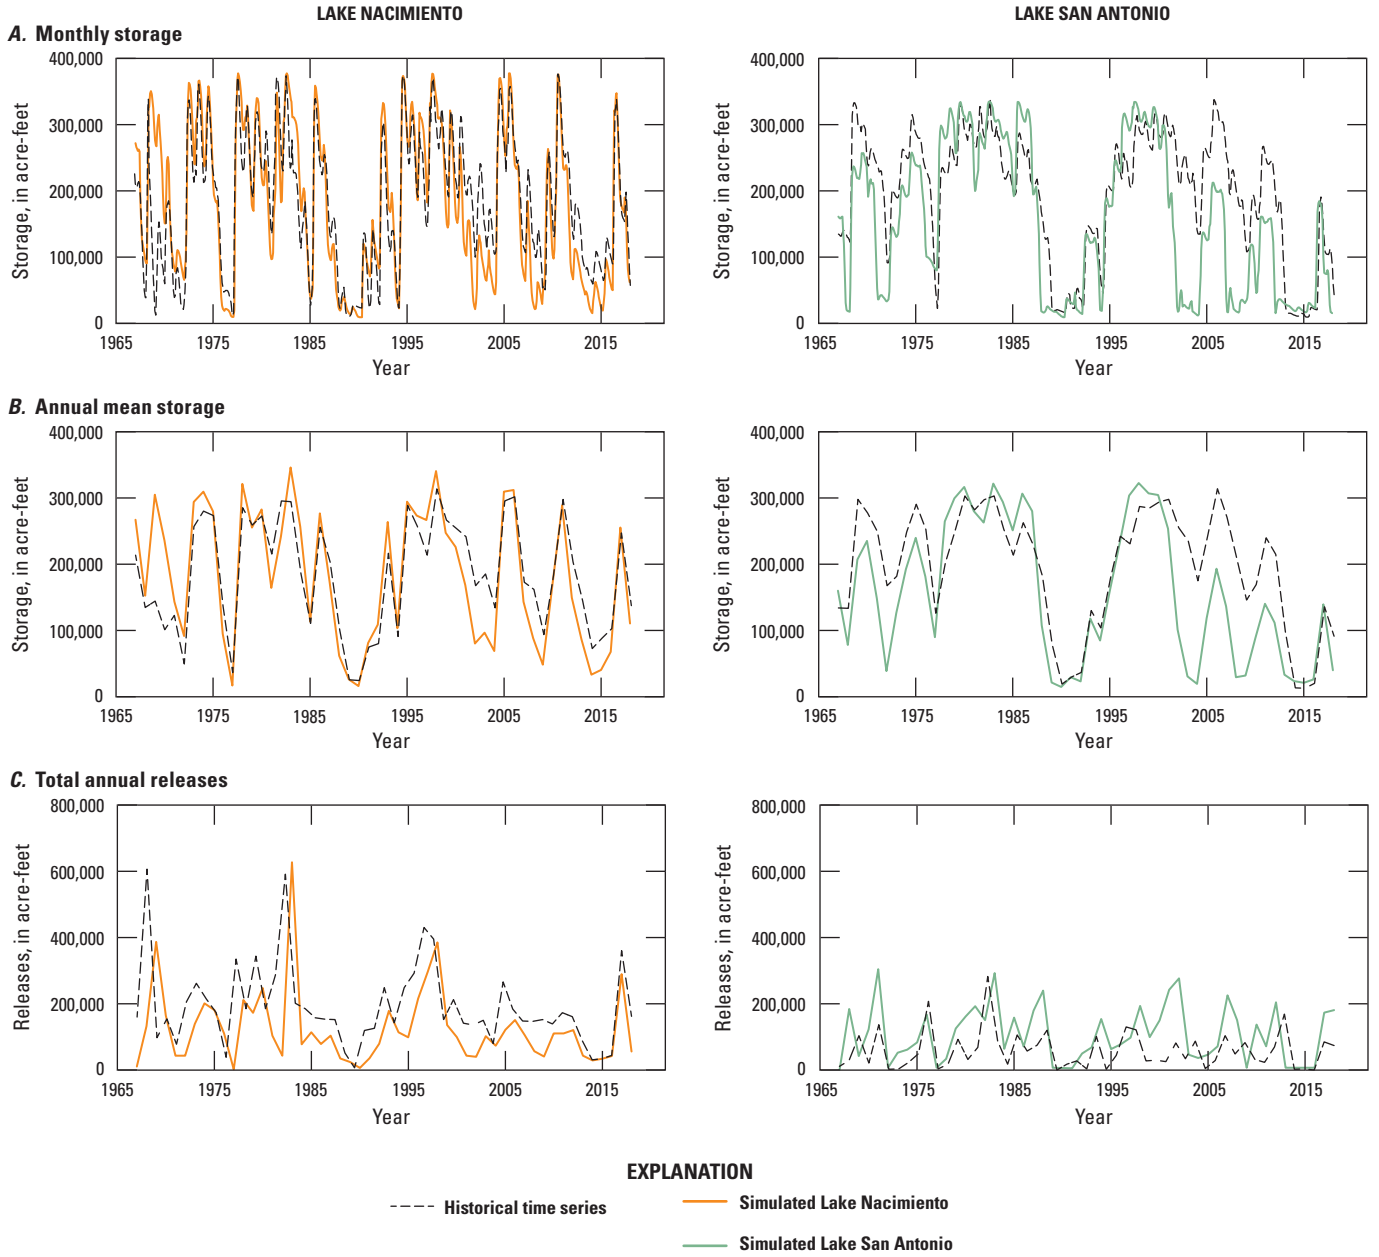 LAKE NACIMIENTO
LAKE SAN ANTONIO
A. Monthly storage
400,000
300,000
200,000
100,000
0
Storage, in acre-feet
1965 1975 1985 1995 2005 2015
Year
400,000
300,000
200,000
100,000
0
Storage, in acre-feet
1965 1975 1985 1995 2005 2015
Year
B. Annual mean storage
400,000
300,000
200,000
100,000
0
Storage, in acre-feet
1965 1975 1985 1995 2005 2015
Year
400,000
300,000
200,000
100,000
0
Storage, in acre-feet
1965 1975 1985 1995 2005 2015
Year
C. Total annual releases
800,000
600,000
400,000
200,000
0
Releases, in acre-feet
1965 1975 1985 1995 2005 2015
Year
800,000
600,000
400,000
200,000
0
Releases, in acre-feet
1965 1975 1985 1995 2005 2015
Year
EXPLANATION
Historical time series
Simulated Lake Nacimiento
Simulated Lake San Antonio